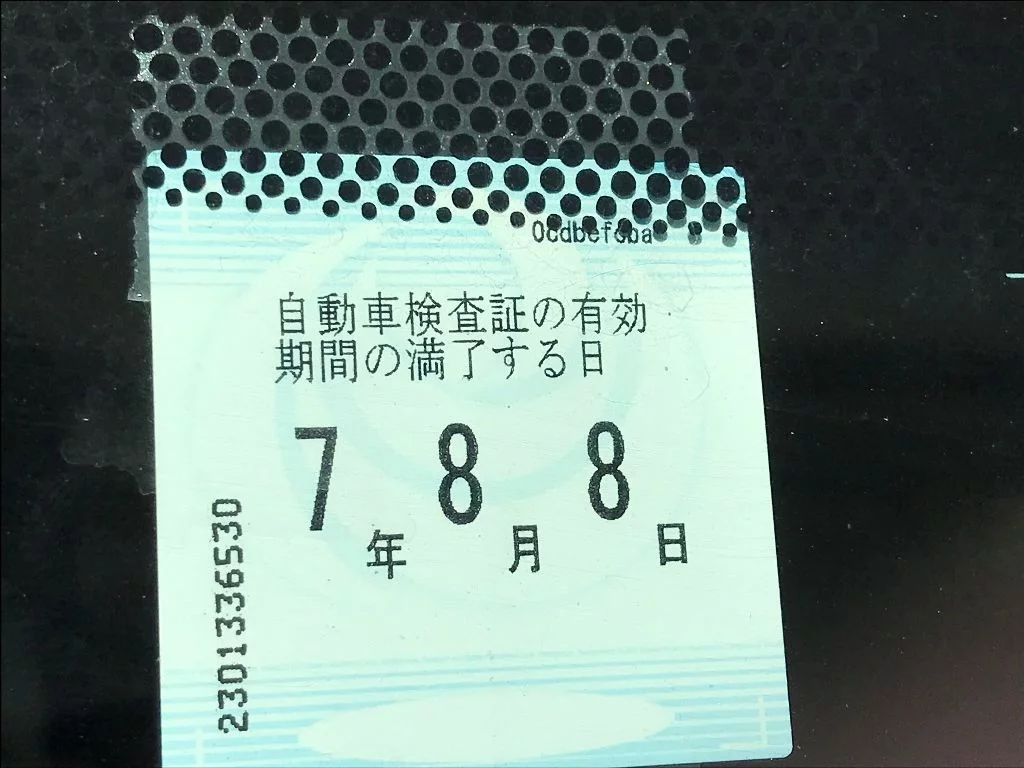 0cdbefcba
自動車検査証の有効
期間の満了する日
7年 8月 8日
2301336530